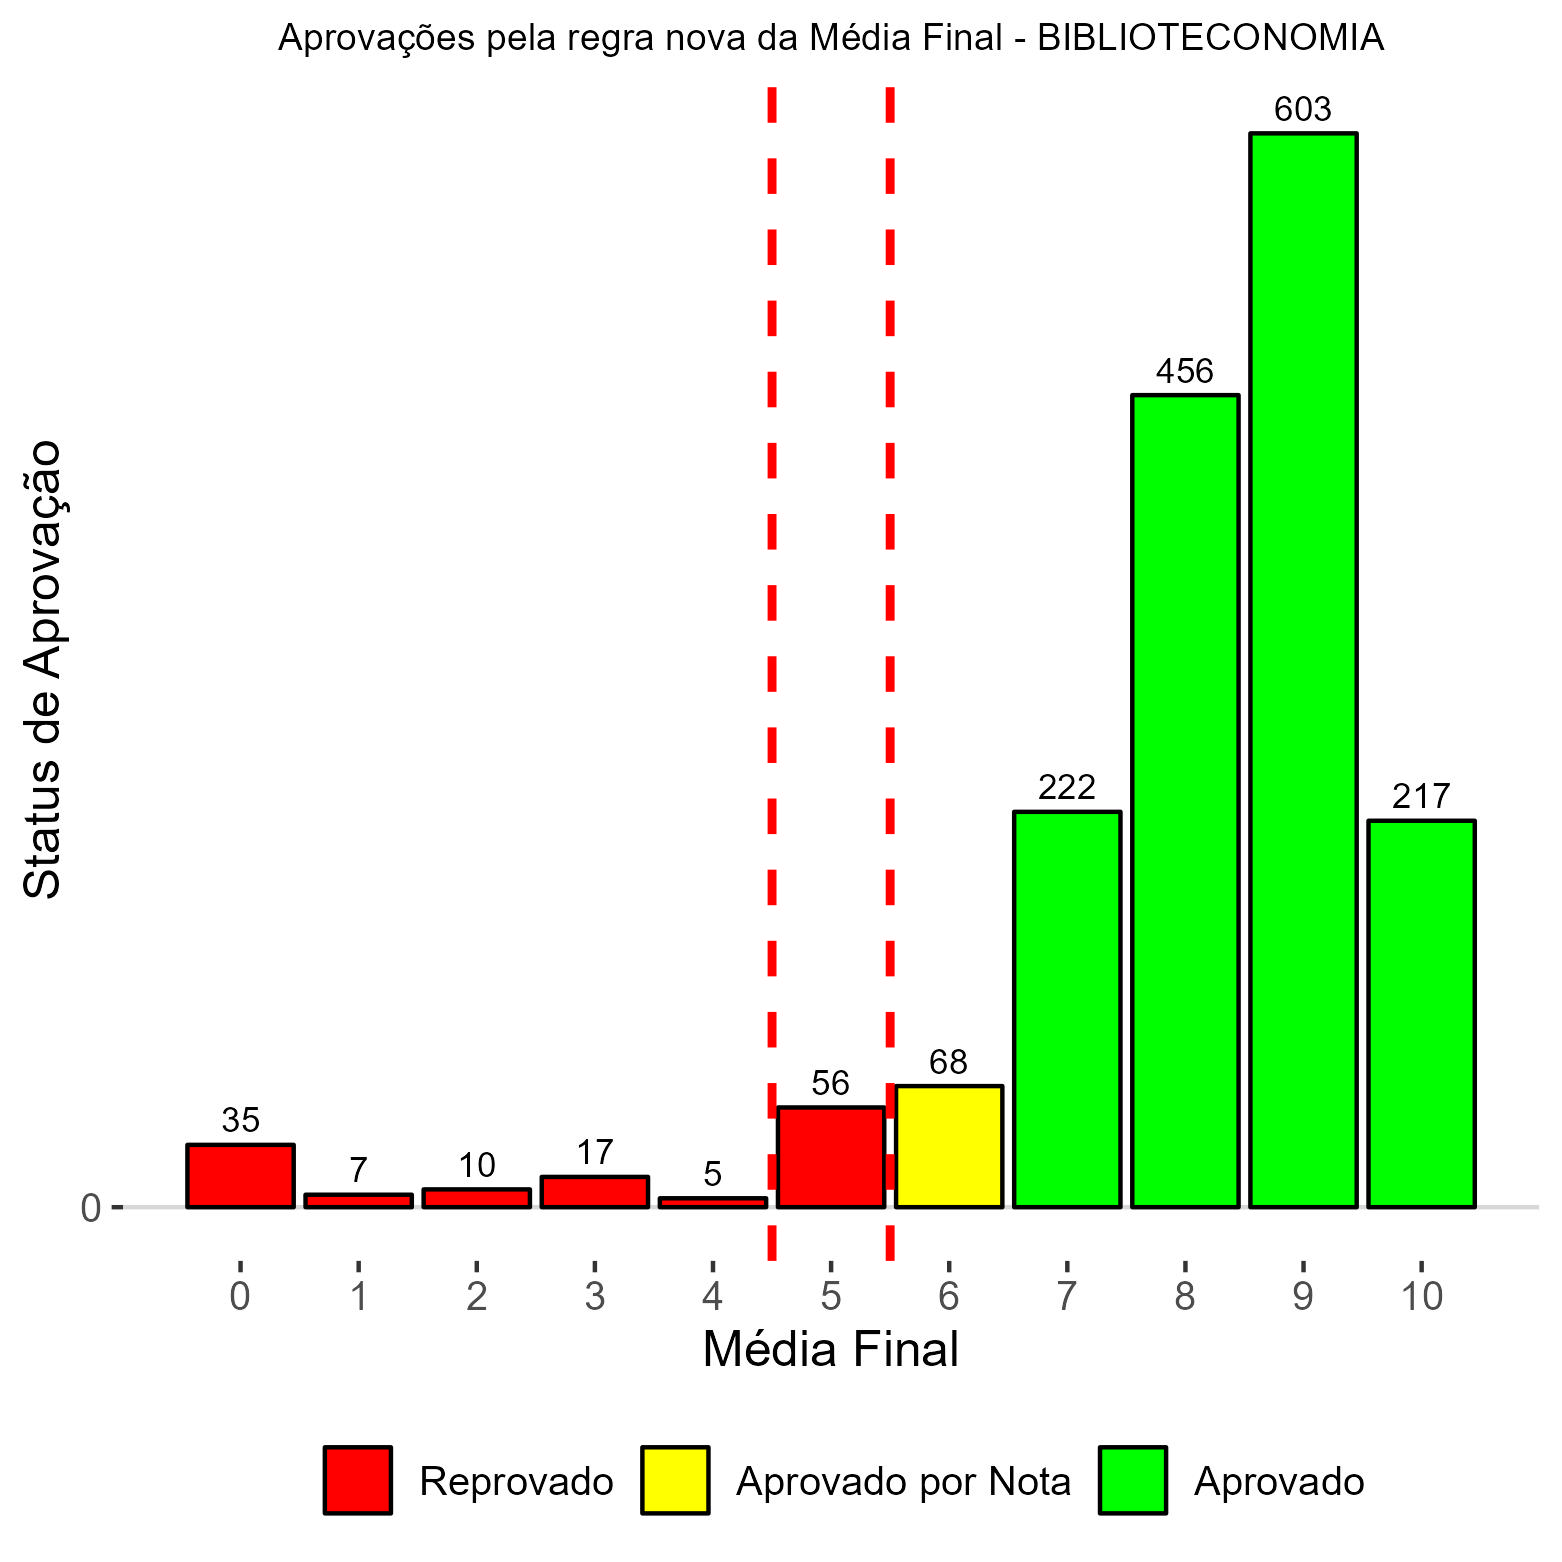 Aprovações pela regra nova da Média Final - BIBLIOTECONOMIA
603
456
222
217
68
56
35
17
10
7
5
Status de Aprovação
0
0 1 2 3 4 5 6 7 8 9 10
Média Final
Reprovado Aprovado por Nota Aprovado